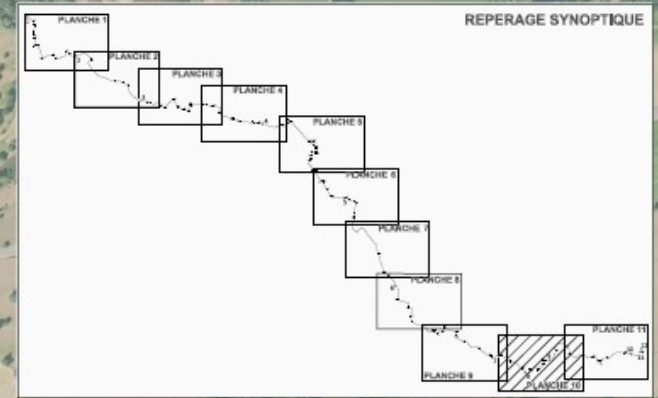 REPERAGE SYNOPTIQUE
PLANCHE 1
PLANCHE 2
PLANCHE 3
PLANCHE 4
PLANCHE 5
PLANCHE 6
PLANCHE 7
PLANCHE 8
PLANCHE 9
PLANCHE 10
PLANCHE 11